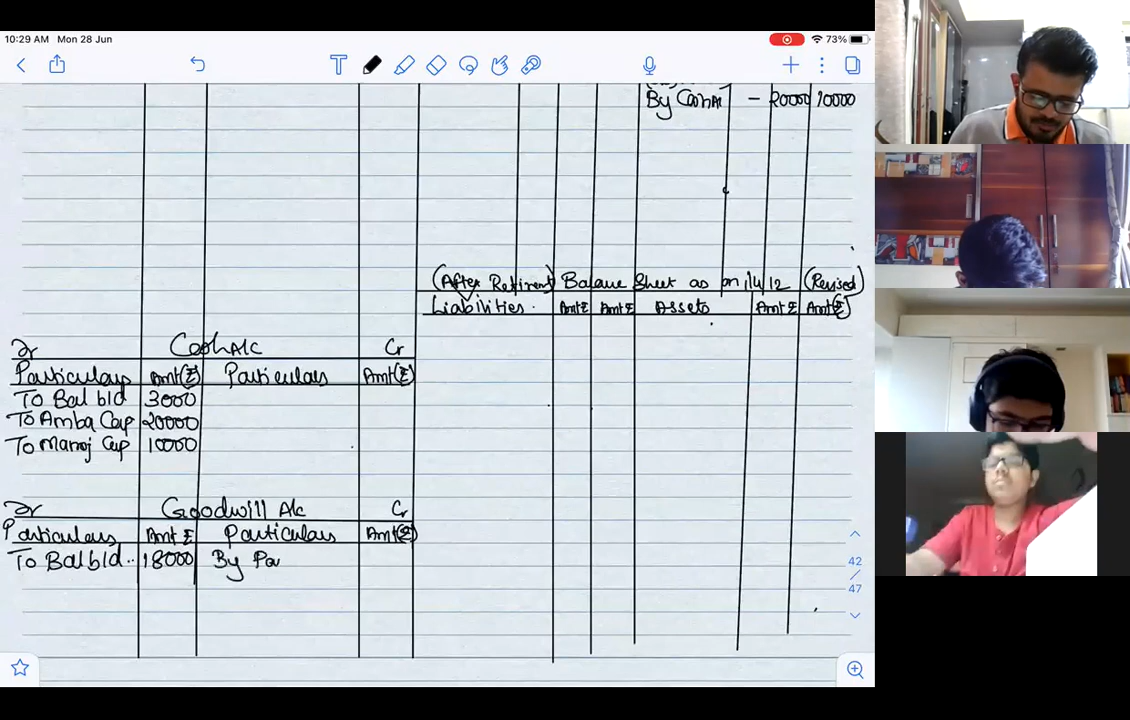 10:29 AM Mon 28 Jun
73%
By Cash A/c - 20000 10000
(After Retirent) Balance Sheet as on 1/4/12 (Revised)
Liabilities. Amt ₹ Amt ₹ Assets Amt ₹ Amt(₹)
Dr Cash A/c Cr
Particulars Amt(₹) Particulars Amt(₹)
To Bal b/d 3000
To Amba Cap 20000
To Manoj Cap 10000
Dr Goodwill A/c Cr
Particulars Amt ₹ Particulars Amt(₹)
To Bal b/d .. 18000 By Pa
42
/
47